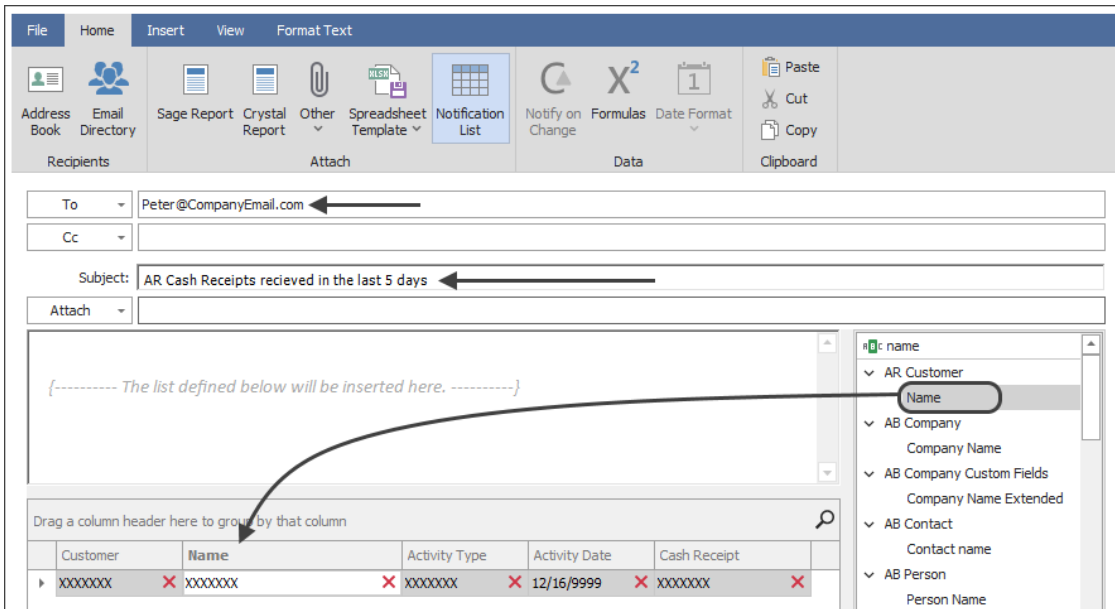 File Home Insert View Format Text
Address Book
Email Directory
Recipients
Sage Report
Crystal Report
Other
Spreadsheet Template
XLSX
Notification List
Attach
Notify on Change
X2
Formulas
1
Date Format
Data
Paste
Cut
Copy
Clipboard
To Peter@CompanyEmail.com
Cc
Subject: AR Cash Receipts recieved in the last 5 days
Attach
{---------- The list defined below will be inserted here. ----------}
ABC name
AR Customer
Name
AB Company
Company Name
AB Company Custom Fields
Company Name Extended
AB Contact
Contact name
AB Person
Person Name
Drag a column header here to group by that column
Customer Name Activity Type Activity Date Cash Receipt
XXXXXXX XXXXXXX XXXXXXX 12/16/9999 XXXXXXX